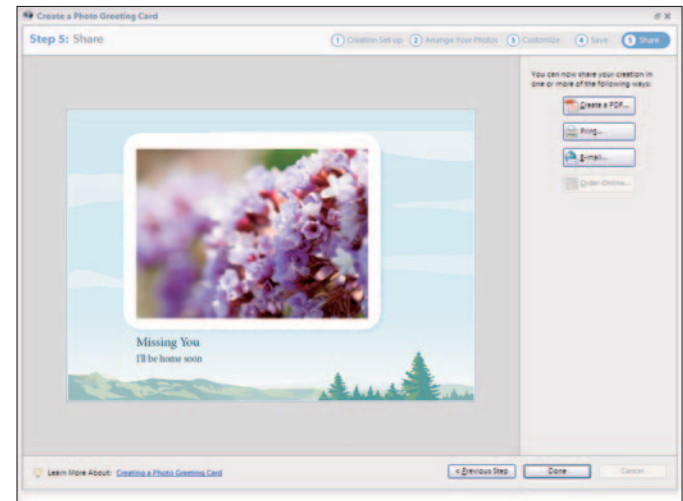 Create a Photo Greeting Card
Step 5: Share
1 Creation Set-up 2 Arrange Your Photos 3 Customize 4 Save 5 Share
You can now share your creation in
one or more of the following ways:
Create a PDF...
Print...
E-mail...
Order Online...
Missing You
I'll be home soon
Learn More About: Creating a Photo Greeting Card
< Previous Step
Done
Cancel